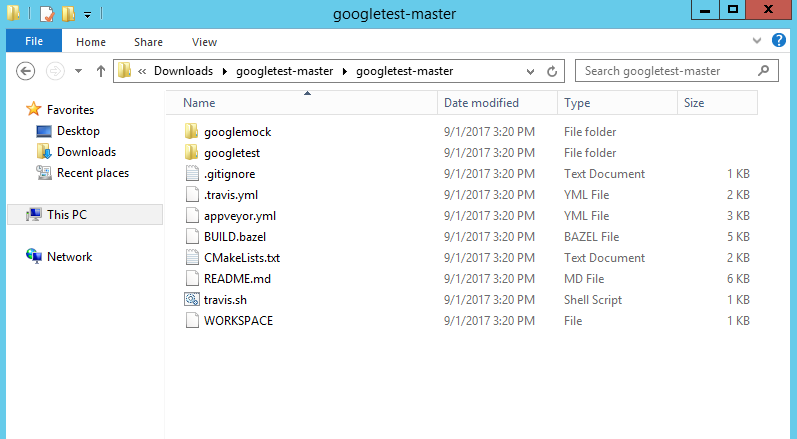 googletest-master
File Home Share View
« Downloads googletest-master googletest-master Search googletest-master
Favorites
Desktop
Downloads
Recent places
This PC
Network
Name Date modified Type Size
googlemock 9/1/2017 3:20 PM File folder
googletest 9/1/2017 3:20 PM File folder
.gitignore 9/1/2017 3:20 PM Text Document 1 KB
.travis.yml 9/1/2017 3:20 PM YML File 2 KB
appveyor.yml 9/1/2017 3:20 PM YML File 3 KB
BUILD.bazel 9/1/2017 3:20 PM BAZEL File 5 KB
CMakeLists.txt 9/1/2017 3:20 PM Text Document 2 KB
README.md 9/1/2017 3:20 PM MD File 6 KB
travis.sh 9/1/2017 3:20 PM Shell Script 1 KB
WORKSPACE 9/1/2017 3:20 PM File 1 KB